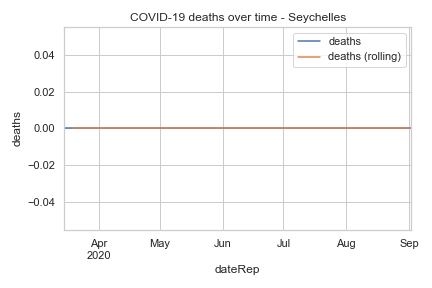 COVID-19 deaths over time - Seychelles
deaths
deaths (rolling)
0.04
0.02
0.00
−0.02
−0.04
deaths
Apr
2020
May
Jun
Jul
Aug
Sep
dateRep